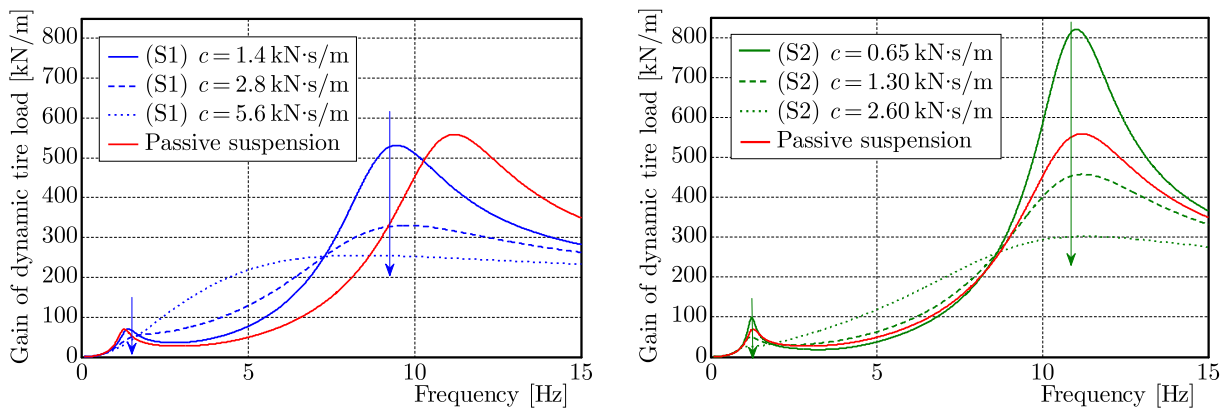 Gain of dynamic tire load [kN/m]
800
700
600
500
400
300
200
100
0
(S1) c = 1.4 kN·s/m
(S1) c = 2.8 kN·s/m
(S1) c = 5.6 kN·s/m
Passive suspension
0
5
10
15
Frequency [Hz]
Gain of dynamic tire load [kN/m]
800
700
600
500
400
300
200
100
0
(S2) c = 0.65 kN·s/m
(S2) c = 1.30 kN·s/m
(S2) c = 2.60 kN·s/m
Passive suspension
0
5
10
15
Frequency [Hz]